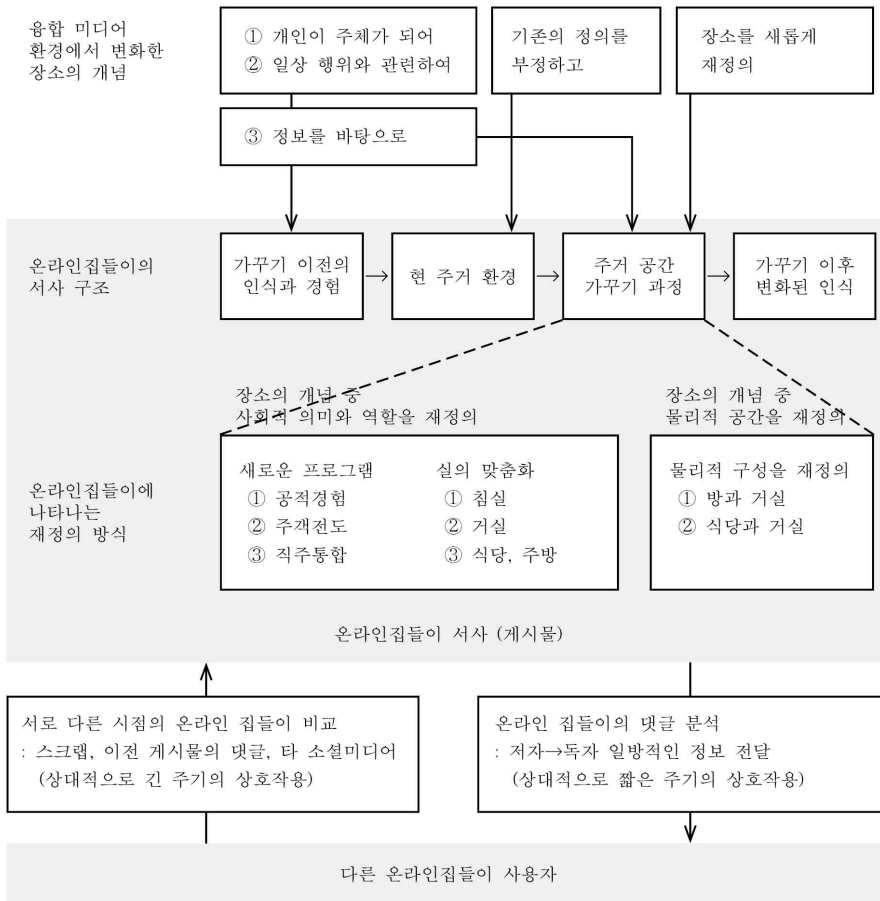 융합 미디어
환경에서 변화한
장소의 개념
① 개인이 주체가 되어
② 일상 행위와 관련하여
③ 정보를 바탕으로
기존의 정의를
부정하고
장소를 새롭게
재정의
온라인집들이의
서사 구조
가꾸기 이전의
인식과 경험
→
현 주거 환경
→
주거 공간
가꾸기 과정
→
가꾸기 이후
변화된 인식
장소의 개념 중
사회적 의미와 역할을 재정의
장소의 개념 중
물리적 공간을 재정의
온라인집들이에
나타나는
재정의 방식
새로운 프로그램
① 공적경험
② 주객전도
③ 직주통합
실의 맞춤화
① 침실
② 거실
③ 식당, 주방
물리적 구성을 재정의
① 방과 거실
② 식당과 거실
온라인집들이 서사 (게시물)
서로 다른 시점의 온라인 집들이 비교
: 스크랩, 이전 게시물의 댓글, 타 소셜미디어
(상대적으로 긴 주기의 상호작용)
온라인 집들이의 댓글 분석
: 저자→독자 일방적인 정보 전달
(상대적으로 짧은 주기의 상호작용)
다른 온라인집들이 사용자